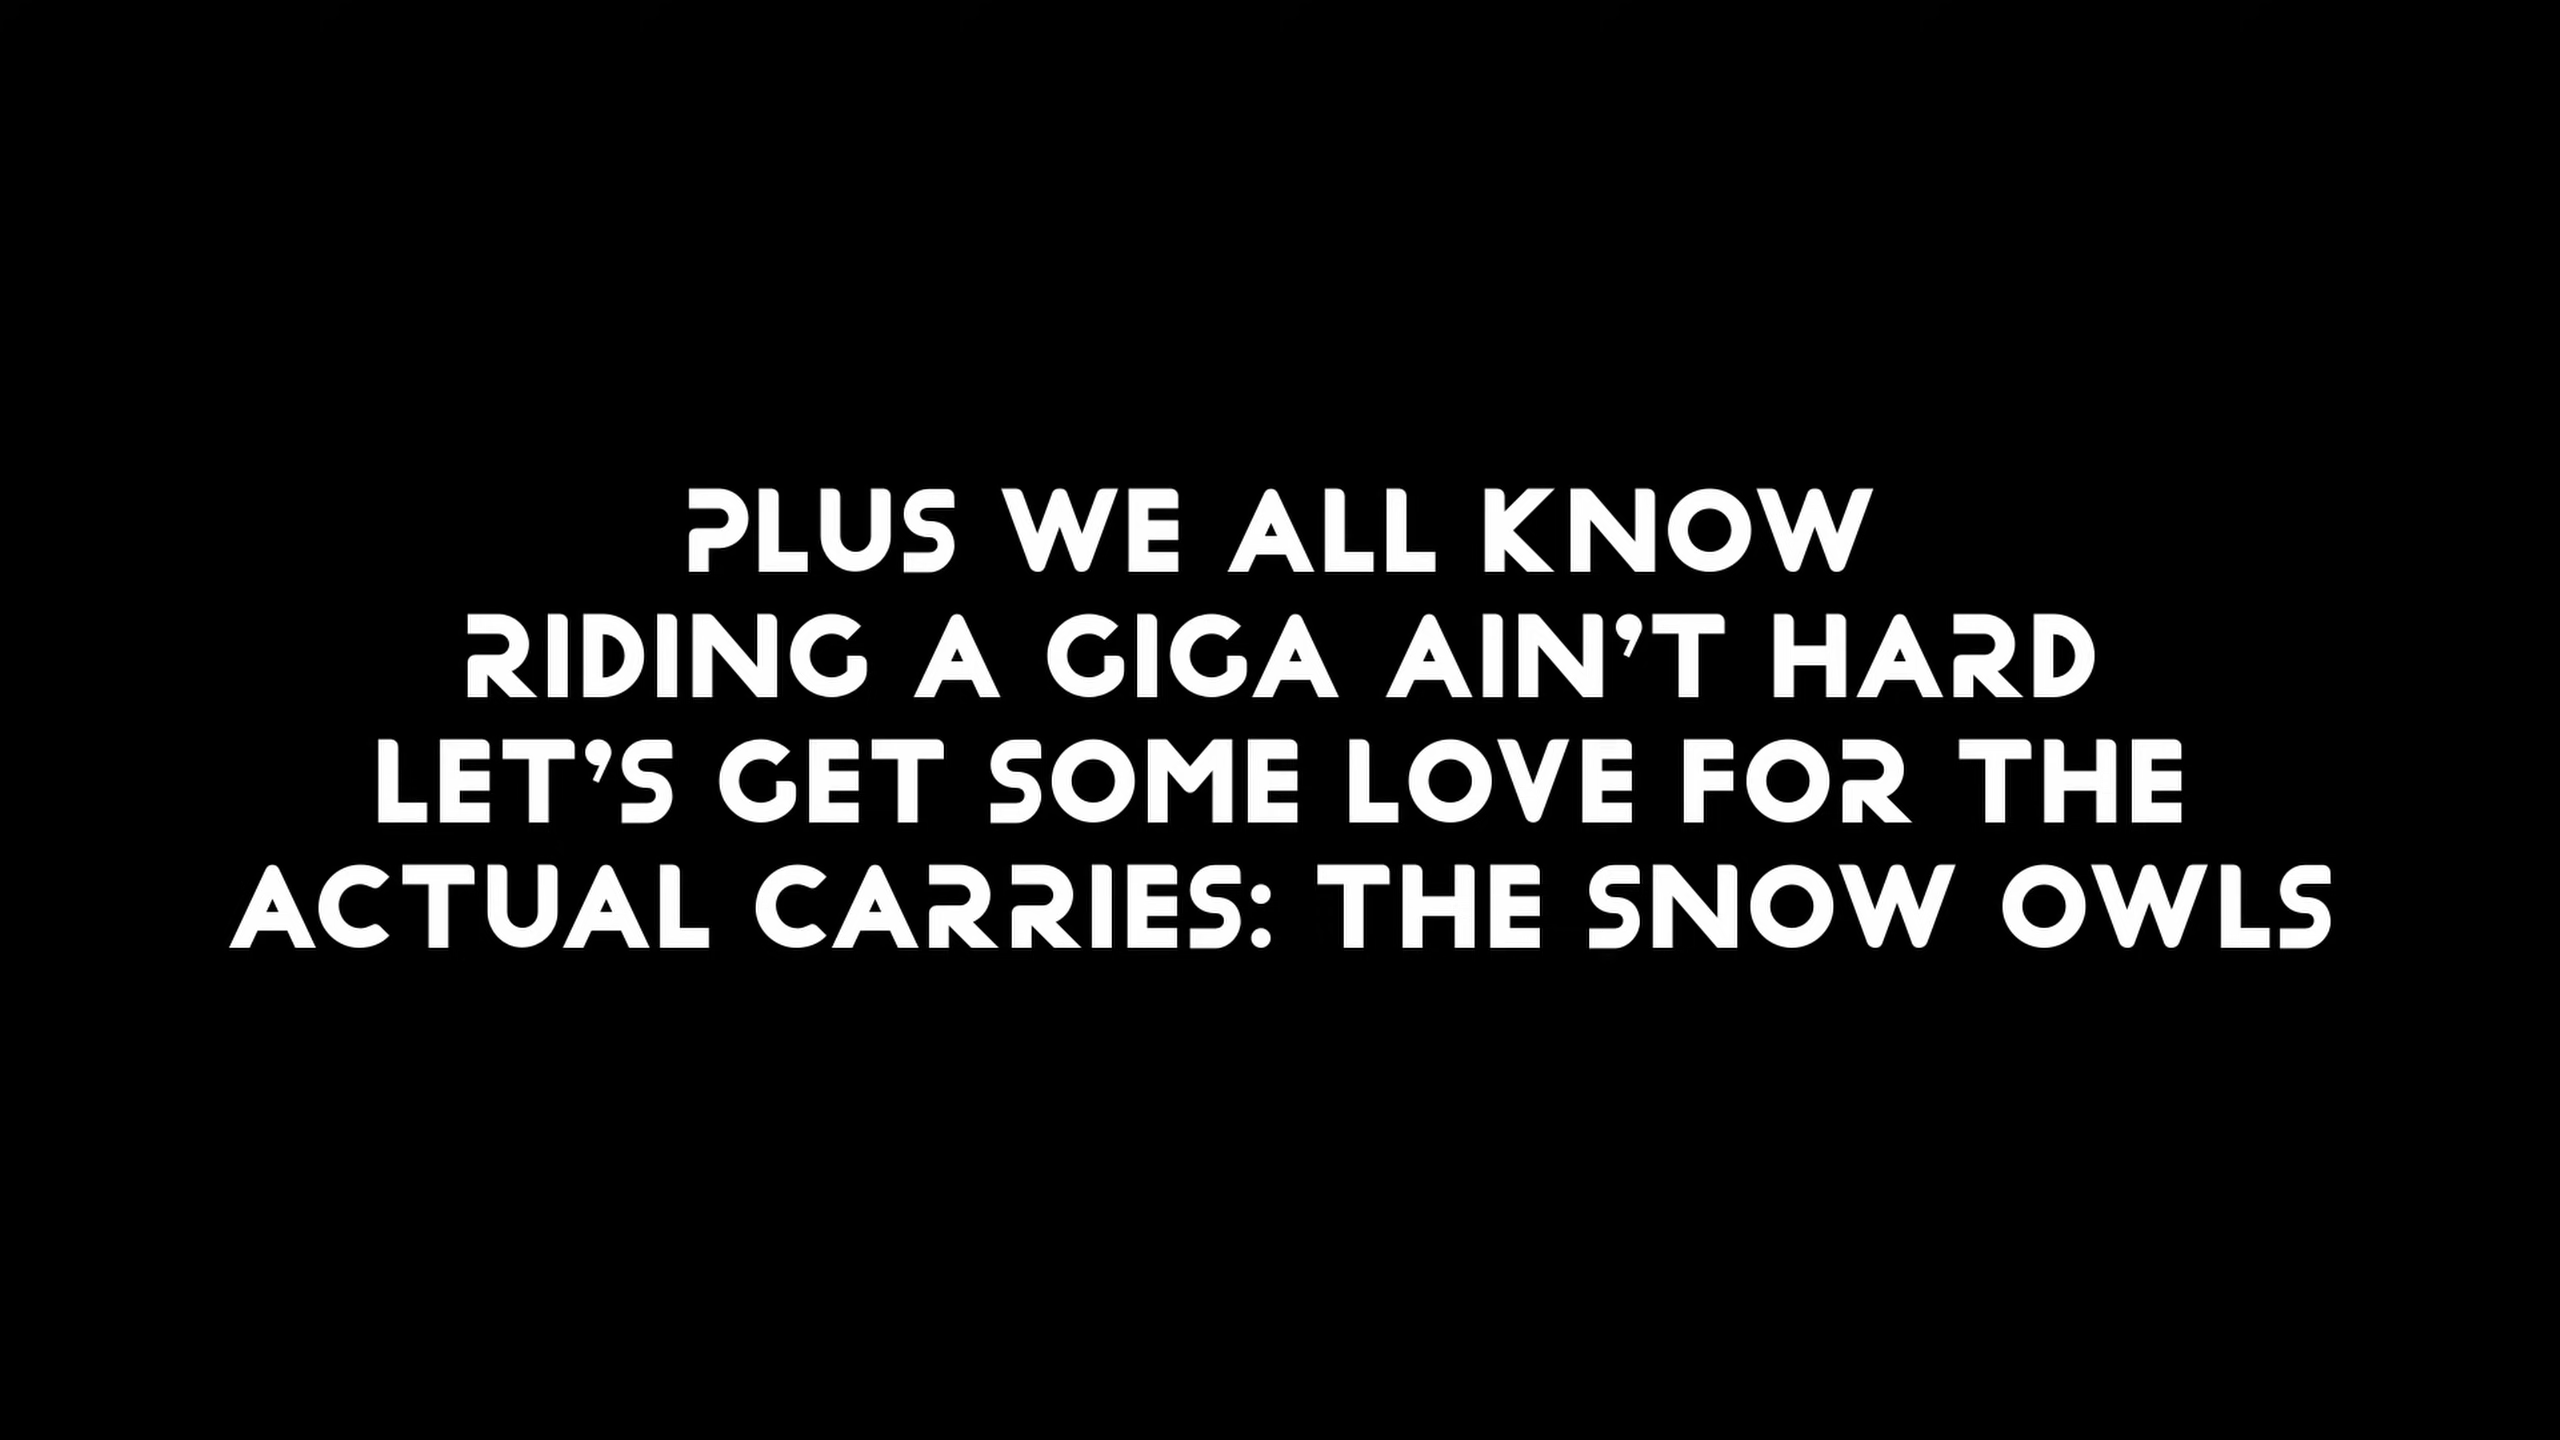 PLUS WE ALL KNOW
RIDING A GIGA AIN'T HARD
LET'S GET SOME LOVE FOR THE
ACTUAL CARRIES: THE SNOW OWLS